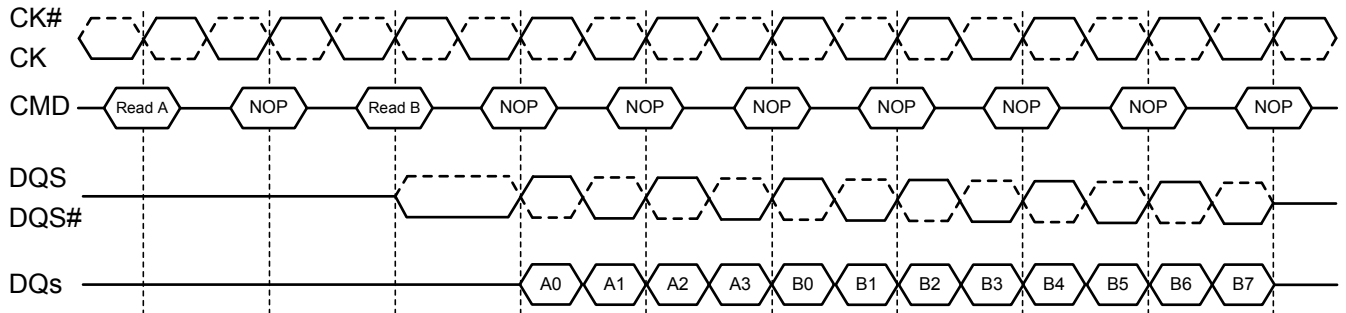 CK#
CK
CMD Read A NOP Read B NOP NOP NOP NOP NOP NOP NOP
DQS
DQS#
DQs A0 A1 A2 A3 B0 B1 B2 B3 B4 B5 B6 B7